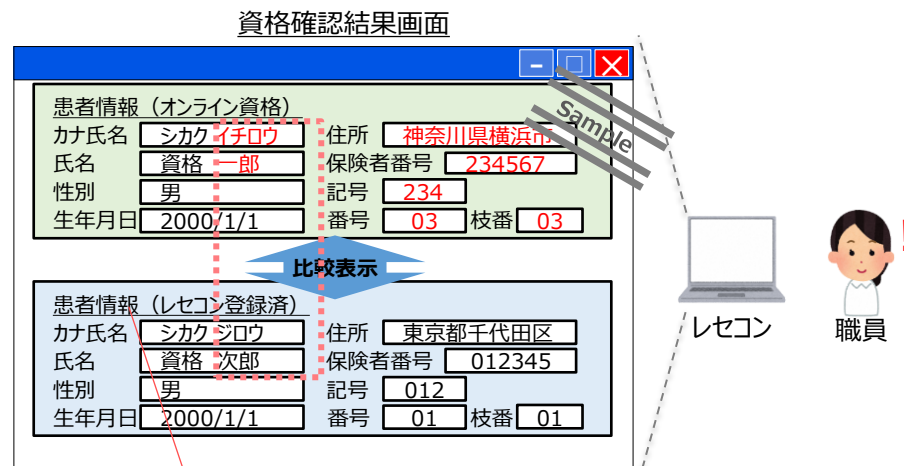 資格確認結果画面
患者情報（オンライン資格）
カナ氏名 シカク イチロウ 住所 神奈川県横浜市
氏名 資格 一郎 保険者番号 234567
性別 男 記号 234
生年月日 2000/1/1 番号 03 枝番 03
Sample
比較表示
患者情報（レセコン登録済）
カナ氏名 シカク ジロウ 住所 東京都千代田区
氏名 資格 次郎 保険者番号 012345
性別 男 記号 012
生年月日 2000/1/1 番号 01 枝番 01
レセコン
職員